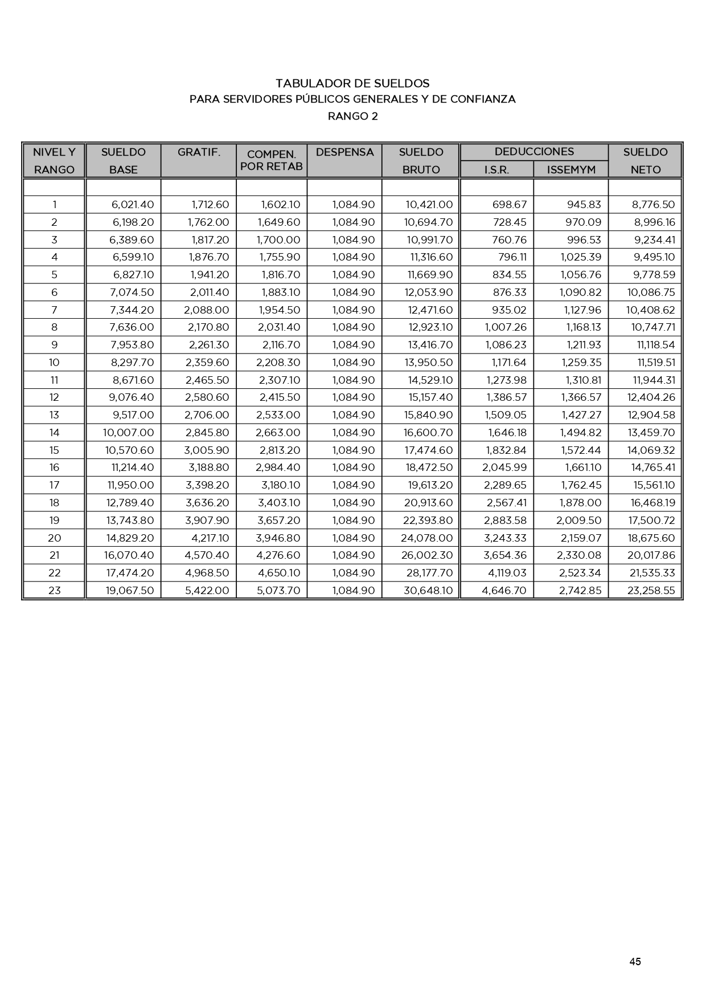 TABULADOR DE SUELDOS
PARA SERVIDORES PÚBLICOS GENERALES Y DE CONFIANZA
RANGO 2
NIVEL Y RANGO SUELDO BASE GRATIF. COMPEN. POR RETAB DESPENSA SUELDO BRUTO DEDUCCIONES I.S.R. ISSEMYM SUELDO NETO
1 6,021.40 1,712.60 1,602.10 1,084.90 10,421.00 698.67 945.83 8,776.50
2 6,198.20 1,762.00 1,649.60 1,084.90 10,694.70 728.45 970.09 8,996.16
3 6,389.60 1,817.20 1,700.00 1,084.90 10,991.70 760.76 996.53 9,234.41
4 6,599.10 1,876.70 1,755.90 1,084.90 11,316.60 796.11 1,025.39 9,495.10
5 6,827.10 1,941.20 1,816.70 1,084.90 11,669.90 834.55 1,056.76 9,778.59
6 7,074.50 2,011.40 1,883.10 1,084.90 12,053.90 876.33 1,090.82 10,086.75
7 7,344.20 2,088.00 1,954.50 1,084.90 12,471.60 935.02 1,127.96 10,408.62
8 7,636.00 2,170.80 2,031.40 1,084.90 12,923.10 1,007.26 1,168.13 10,747.71
9 7,953.80 2,261.30 2,116.70 1,084.90 13,416.70 1,086.23 1,211.93 11,118.54
10 8,297.70 2,359.60 2,208.30 1,084.90 13,950.50 1,171.64 1,259.35 11,519.51
11 8,671.60 2,465.50 2,307.10 1,084.90 14,529.10 1,273.98 1,310.81 11,944.31
12 9,076.40 2,580.60 2,415.50 1,084.90 15,157.40 1,386.57 1,366.57 12,404.26
13 9,517.00 2,706.00 2,533.00 1,084.90 15,840.90 1,509.05 1,427.27 12,904.58
14 10,007.00 2,845.80 2,663.00 1,084.90 16,600.70 1,646.18 1,494.82 13,459.70
15 10,570.60 3,005.90 2,813.20 1,084.90 17,474.60 1,832.84 1,572.44 14,069.32
16 11,214.40 3,188.80 2,984.40 1,084.90 18,472.50 2,045.99 1,661.10 14,765.41
17 11,950.00 3,398.20 3,180.10 1,084.90 19,613.20 2,289.65 1,762.45 15,561.10
18 12,789.40 3,636.20 3,403.10 1,084.90 20,913.60 2,567.41 1,878.00 16,468.19
19 13,743.80 3,907.90 3,657.20 1,084.90 22,393.80 2,883.58 2,009.50 17,500.72
20 14,829.20 4,217.10 3,946.80 1,084.90 24,078.00 3,243.33 2,159.07 18,675.60
21 16,070.40 4,570.40 4,276.60 1,084.90 26,002.30 3,654.36 2,330.08 20,017.86
22 17,474.20 4,968.50 4,650.10 1,084.90 28,177.70 4,119.03 2,523.34 21,535.33
23 19,067.50 5,422.00 5,073.70 1,084.90 30,648.10 4,646.70 2,742.85 23,258.55
45